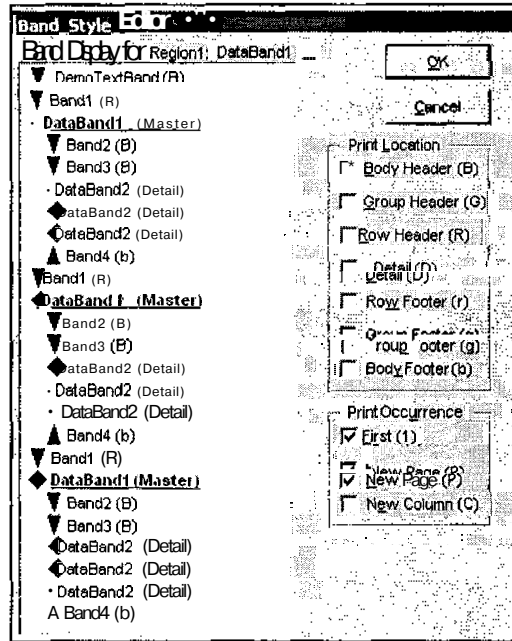 Band Style Editor
Band Display for Region1: DataBand1
DemoTextBand (B)
Band1 (R)
DataBand1 (Master)
Band2 (B)
Band3 (B)
DataBand2 (Detail)
DataBand2 (Detail)
DataBand2 (Detail)
Band4 (b)
Band1 (R)
DataBand1 (Master)
Band2 (B)
Band3 (B)
DataBand2 (Detail)
DataBand2 (Detail)
DataBand2 (Detail)
Band4 (b)
Band1 (R)
DataBand1 (Master)
Band2 (B)
Band3 (B)
DataBand2 (Detail)
DataBand2 (Detail)
DataBand2 (Detail)
A Band4 (b)
OK
Cancel
Print Location
Body Header (B)
Group Header (G)
Row Header (R)
Detail (D)
Row Footer (r)
Group Footer (g)
Body Footer (b)
Print Occurrence
First (1)
New Page (P)
New Column (C)